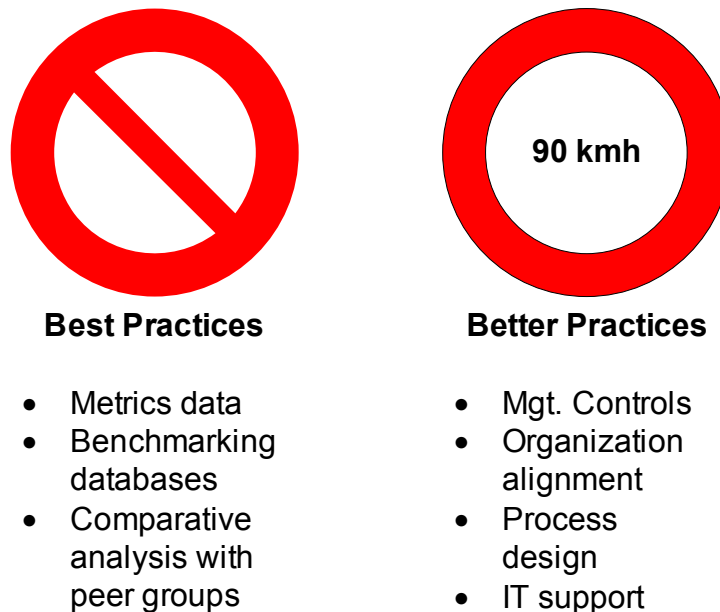 90 kmh
Best Practices
• Metrics data
• Benchmarking
databases
• Comparative
analysis with
peer groups
Better Practices
• Mgt. Controls
• Organization
alignment
• Process
design
• IT support